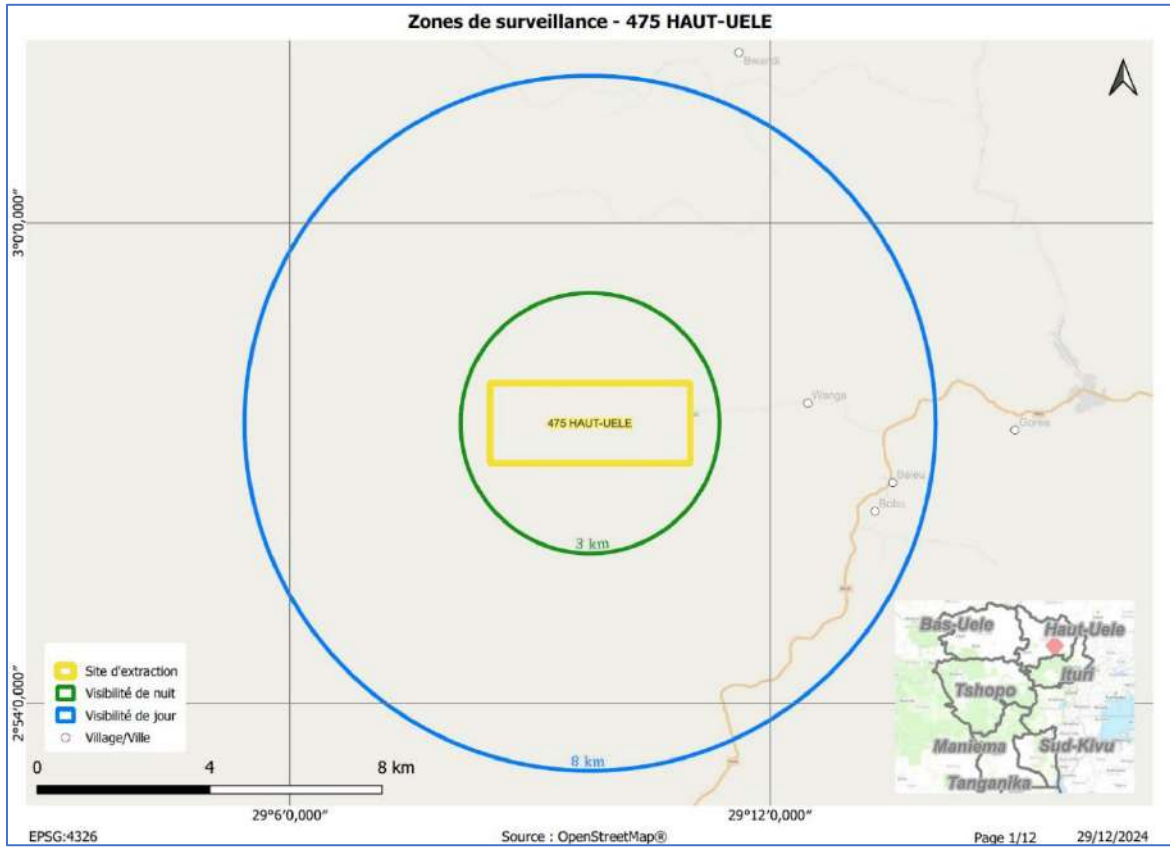 Zones de surveillance - 475 HAUT-UELE
Bwandi
3°0'0,000"
Wanga
475 HAUT-UELE
Gorea
Baleu
Bobu
3 km
Bas-Uele
Haut-Uele
Ituri
Tshopo
Maniema
Sud-Kivu
Tanganika
Site d'extraction
Visibilité de nuit
Visibilité de jour
Village/Ville
2°54'0,000"
0 4 8 km
8 km
29°6'0,000"
29°12'0,000"
EPSG:4326
Source : OpenStreetMap®
Page 1/12
29/12/2024